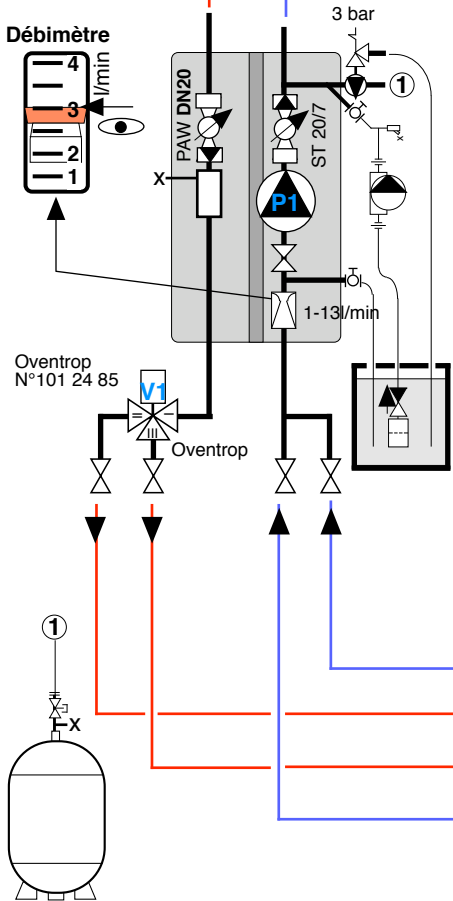 3 bar
Débimètre
4
l/min
3
2
1
PAW DN20
ST 20/7
1
X
x
P1
1-13l/min
Oventrop
N°101 24 85
V1
Oventrop
1
X